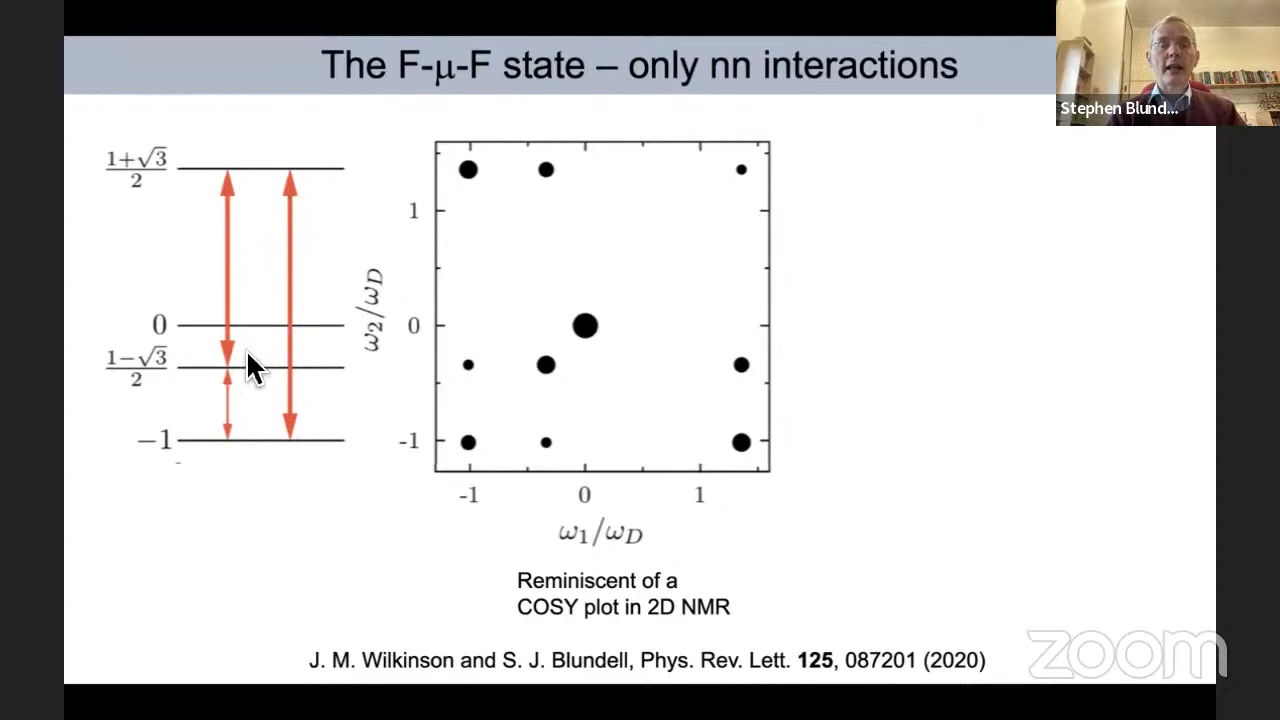 The F-μ-F state – only nn interactions
Stephen Blund...
1+√3
2
0
1−√3
2
−1
ω2/ωD
1
0
-1
-1
0
1
ω1/ωD
Reminiscent of a
COSY plot in 2D NMR
J. M. Wilkinson and S. J. Blundell, Phys. Rev. Lett. 125, 087201 (2020)
zoom